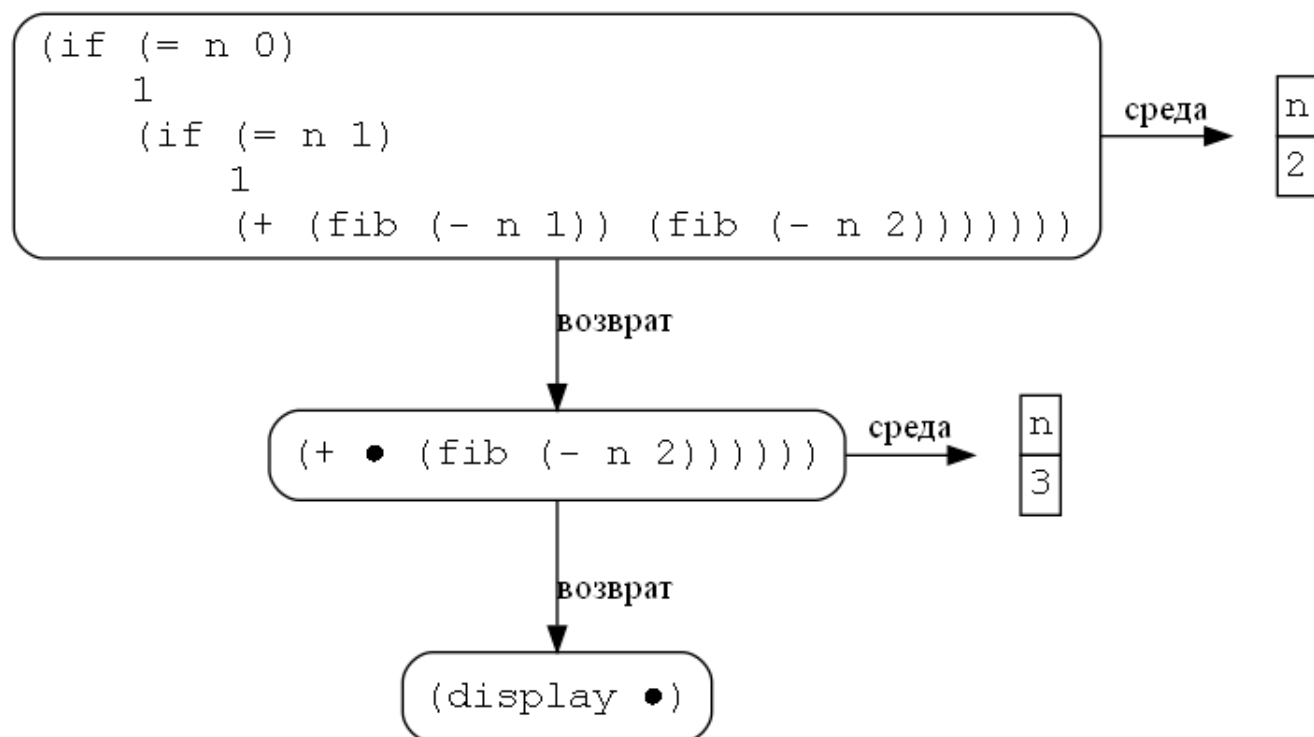 (if (= n 0)
1
(if (= n 1)
1
(+ (fib (- n 1)) (fib (- n 2)))))))
среда
n
2
возврат
(+ ● (fib (- n 2))))))
среда
n
3
возврат
(display ●)